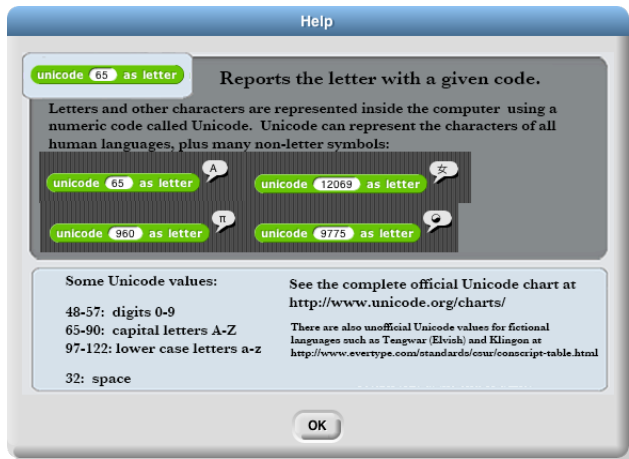 Help
unicode 65 as letter
Reports the letter with a given code.
Letters and other characters are represented inside the computer using a
numeric code called Unicode. Unicode can represent the characters of all
human languages, plus many non-letter symbols:
unicode 65 as letter A
unicode 12069 as letter 女
unicode 960 as letter π
unicode 9775 as letter ☯
Some Unicode values:
48-57: digits 0-9
65-90: capital letters A-Z
97-122: lower case letters a-z
32: space
See the complete official Unicode chart at
http://www.unicode.org/charts/
There are also unofficial Unicode values for fictional
languages such as Tengwar (Elvish) and Klingon at
http://www.evertype.com/standards/csur/conscript-table.html
OK